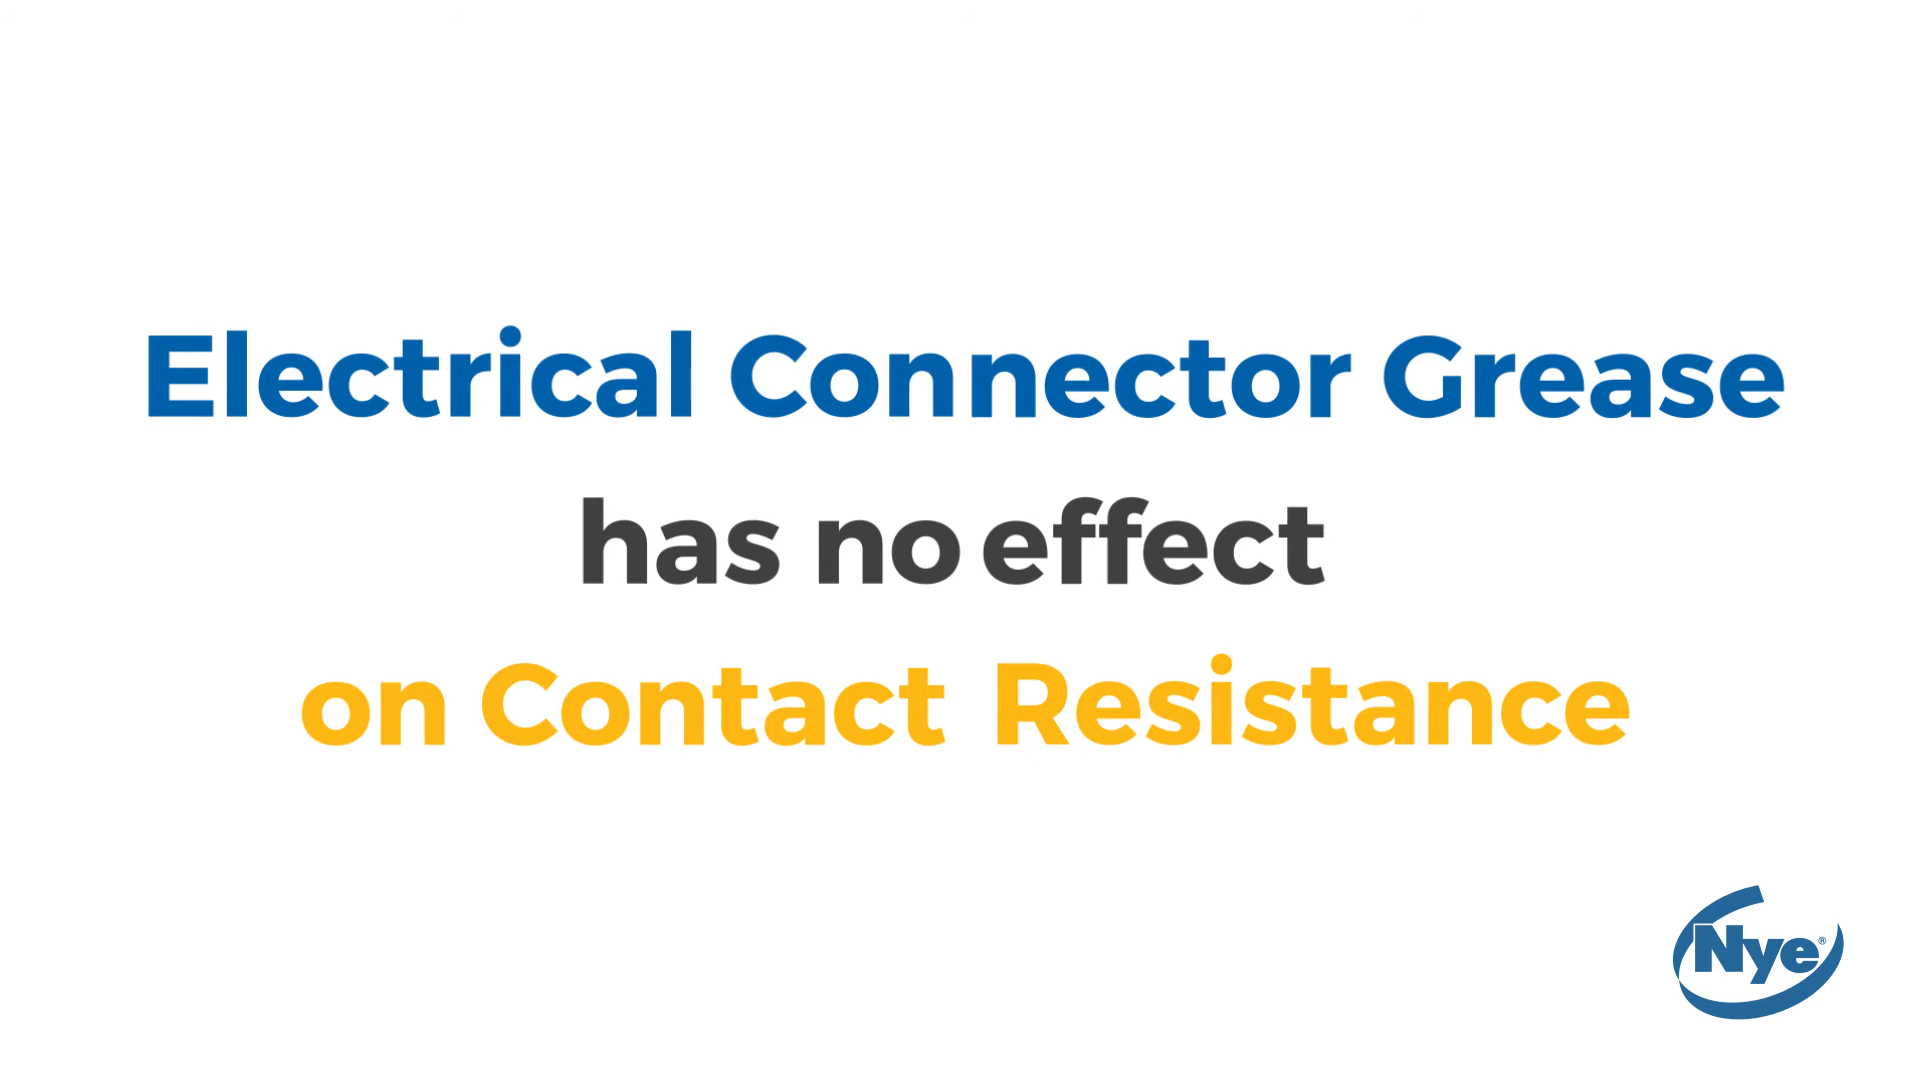 Electrical Connector Grease
has no effect
on Contact Resistance
Nye®